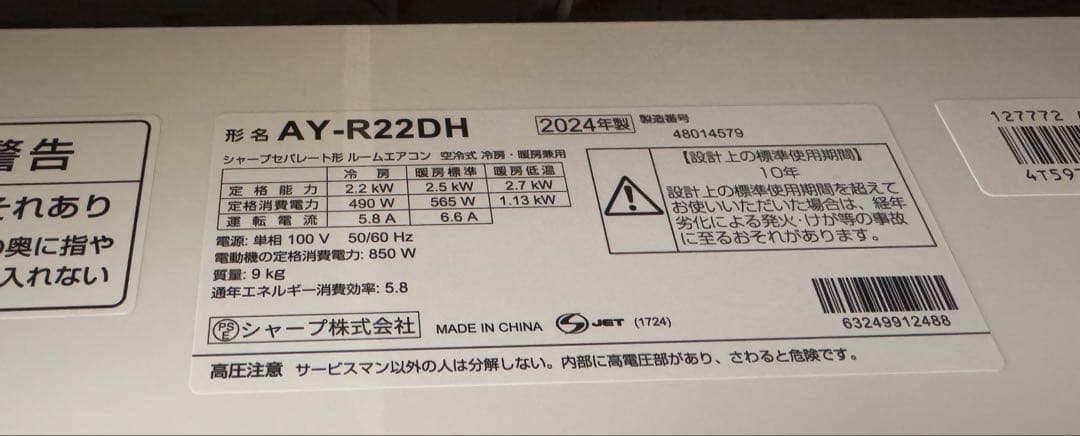 警告
それあり
の奥に指や
入れない
形名 AY-R22DH 2024年製 製造番号 48014579
シャープセパレート形 ルームエアコン 空冷式 冷房・暖房兼用
冷房 暖房標準 暖房低温
定格能力 2.2 kW 2.5 kW 2.7 kW
定格消費電力 490 W 565 W 1.13 kW
運転電流 5.8 A 6.6 A
電源: 単相 100 V 50/60 Hz
電動機の定格消費電力: 850 W
質量: 9 kg
通年エネルギー消費効率: 5.8
PSE シャープ株式会社 MADE IN CHINA JET (1724)
【設計上の標準使用期間】
10年
設計上の標準使用期間を超えて
お使いいただいた場合は、経年
劣化による発火・けが等の事故
に至るおそれがあります。
63249912488
高圧注意 サービスマン以外の人は分解しない。内部に高電圧部があり、さわると危険です。
127772
4T597